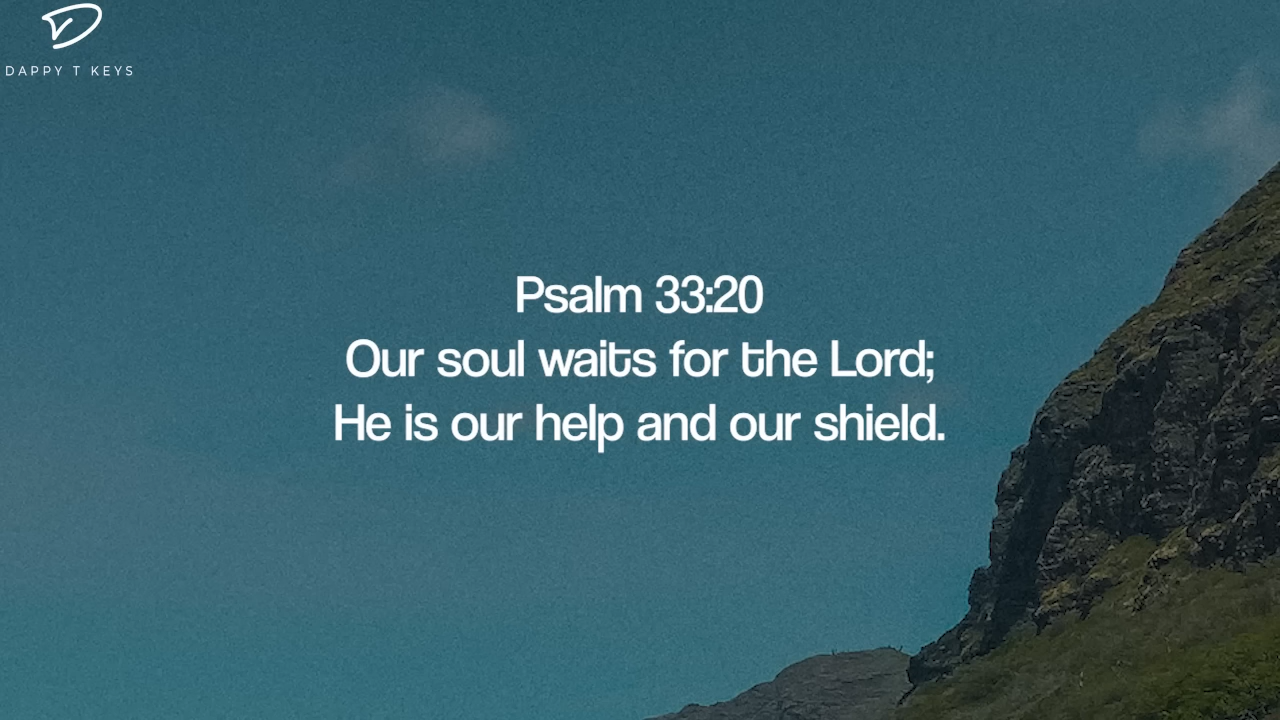 DAPPY T KEYS
Psalm 33:20
Our soul waits for the Lord;
He is our help and our shield.